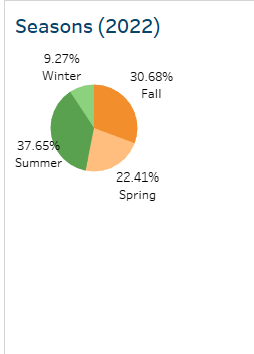 Seasons (2022)
9.27%
Winter
30.68%
Fall
37.65%
Summer
22.41%
Spring